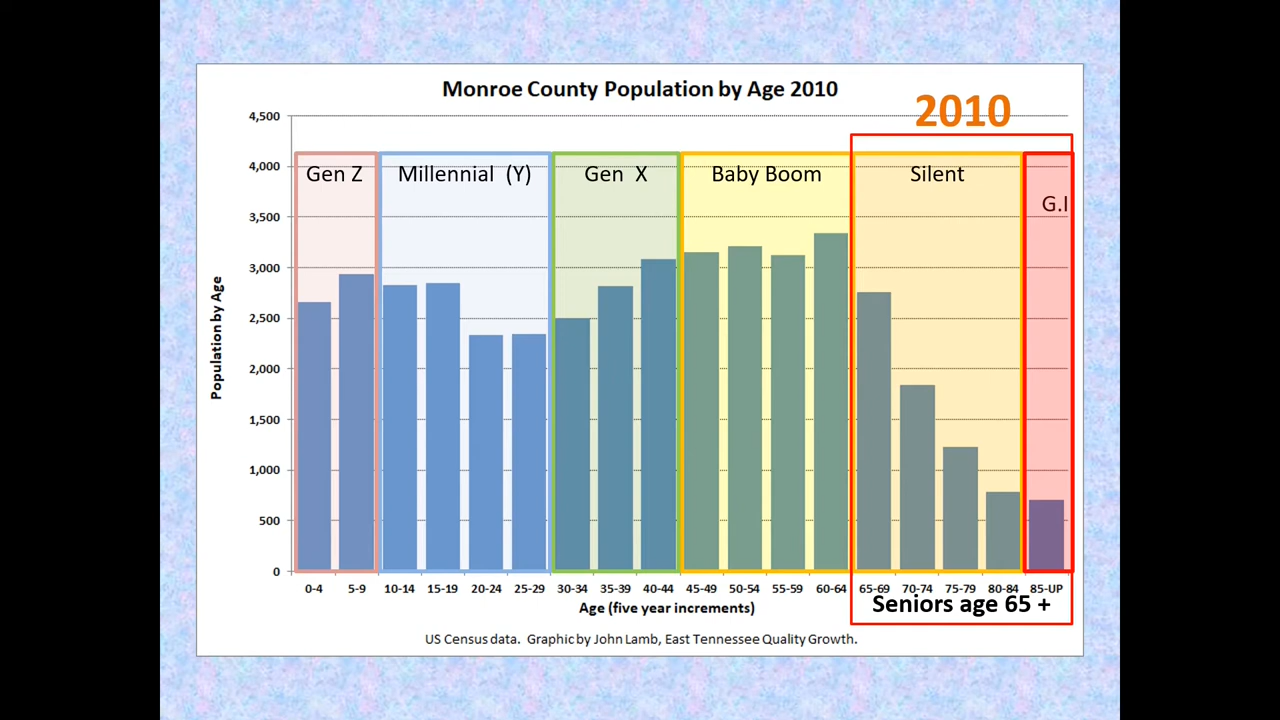 Monroe County Population by Age 2010
2010
4,500
4,000
3,500
3,000
2,500
2,000
1,500
1,000
500
0
Population by Age
Gen Z
Millennial (Y)
Gen X
Baby Boom
Silent
G.I
0-4 5-9 10-14 15-19 20-24 25-29 30-34 35-39 40-44 45-49 50-54 55-59 60-64 65-69 70-74 75-79 80-84 85-UP
Age (five year increments)
Seniors age 65 +
US Census data. Graphic by John Lamb, East Tennessee Quality Growth.